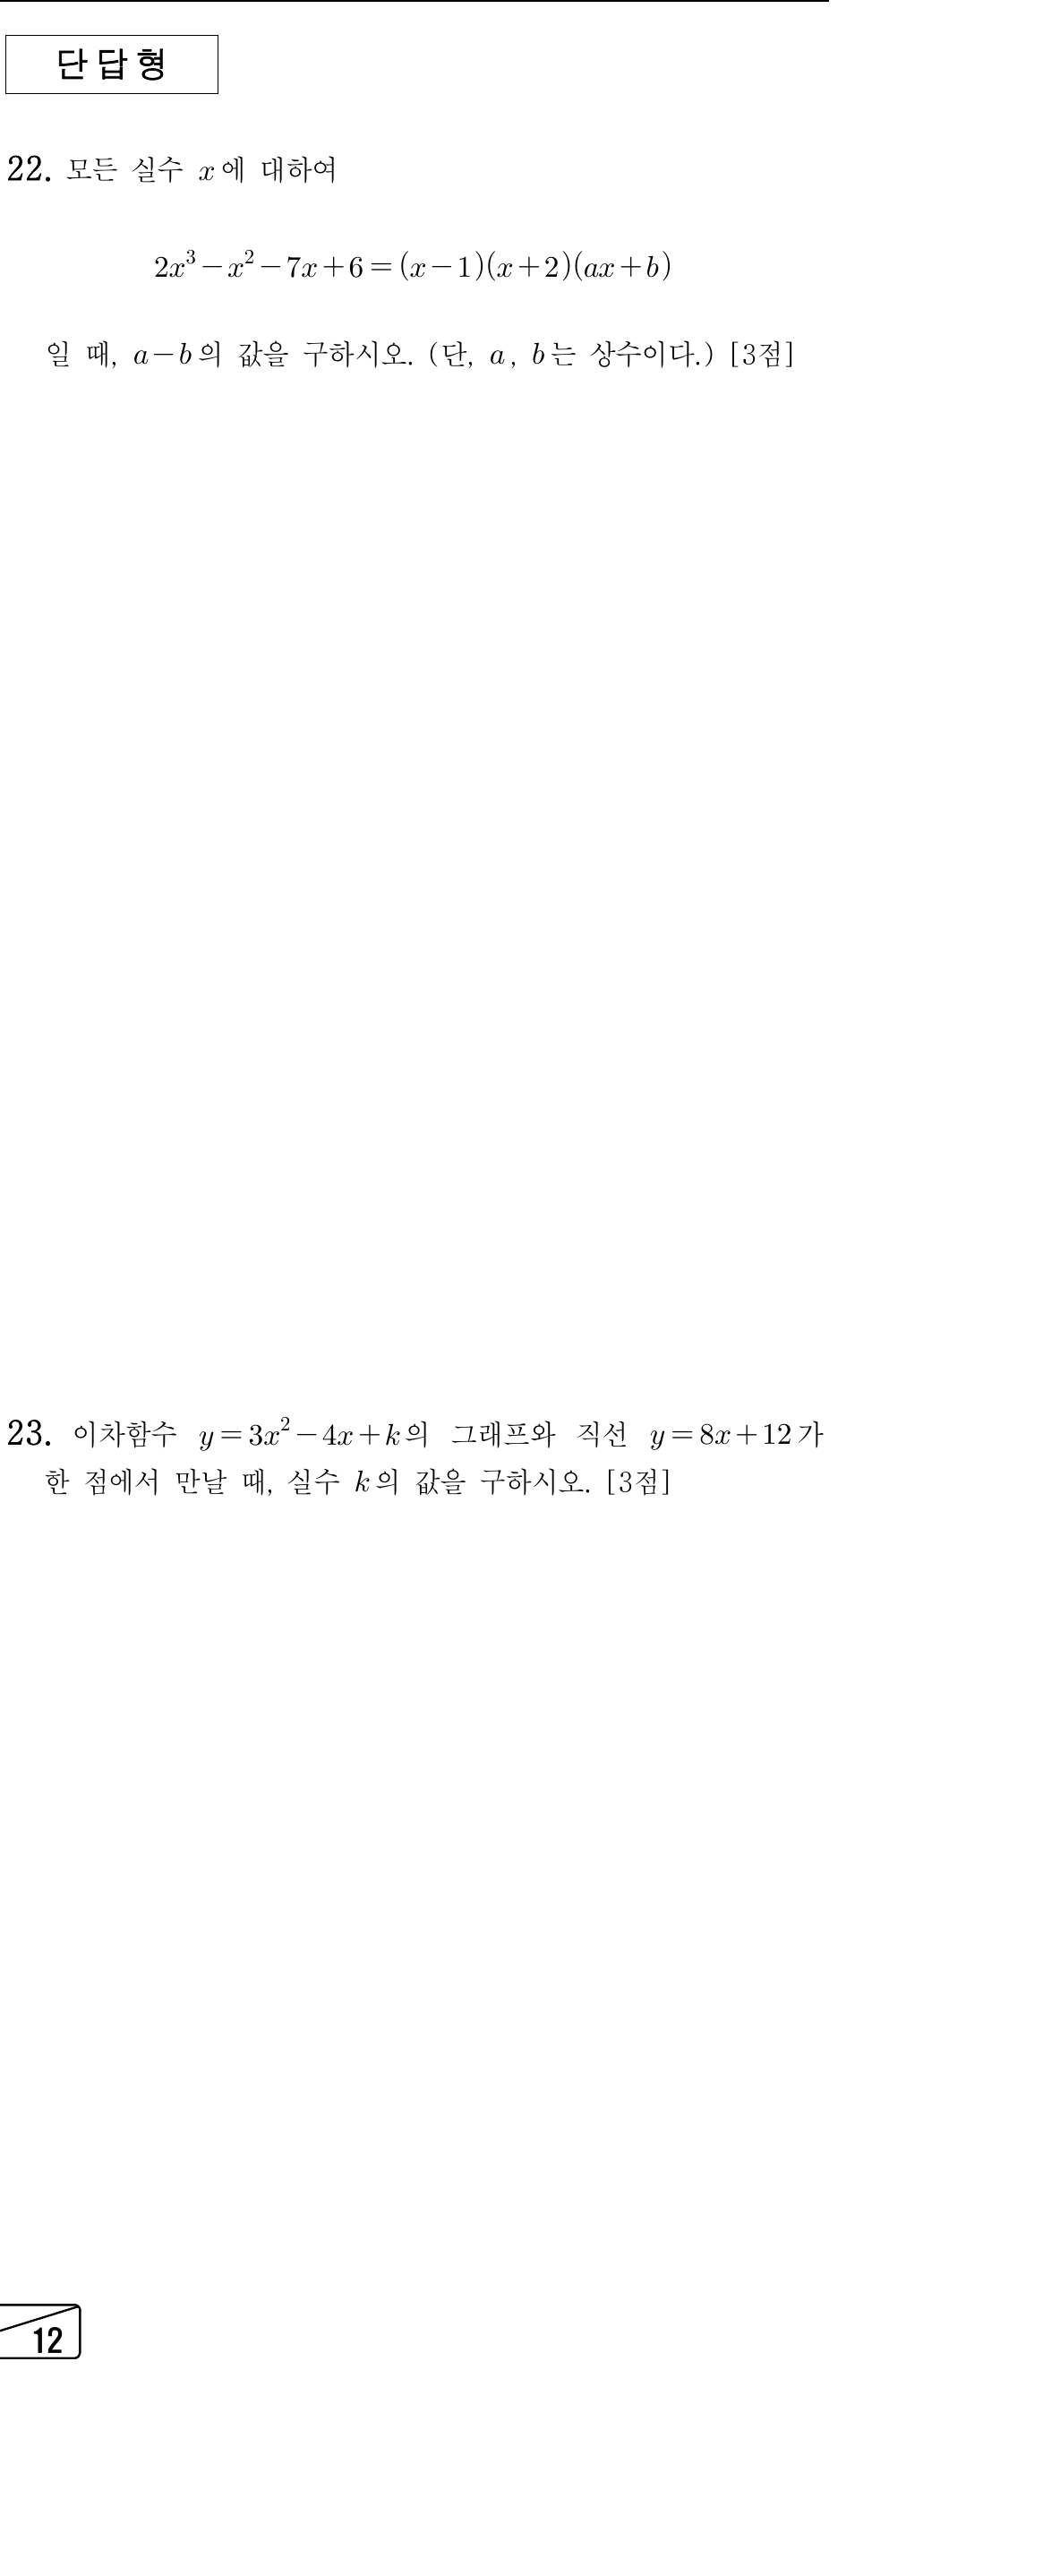 단답형
22. 모든 실수 x에 대하여
2x³−x²−7x+6=(x−1)(x+2)(ax+b)
일 때, a−b의 값을 구하시오. (단, a, b는 상수이다.) [3점]
23. 이차함수 y=3x²−4x+k의 그래프와 직선 y=8x+12가
한 점에서 만날 때, 실수 k의 값을 구하시오. [3점]
12